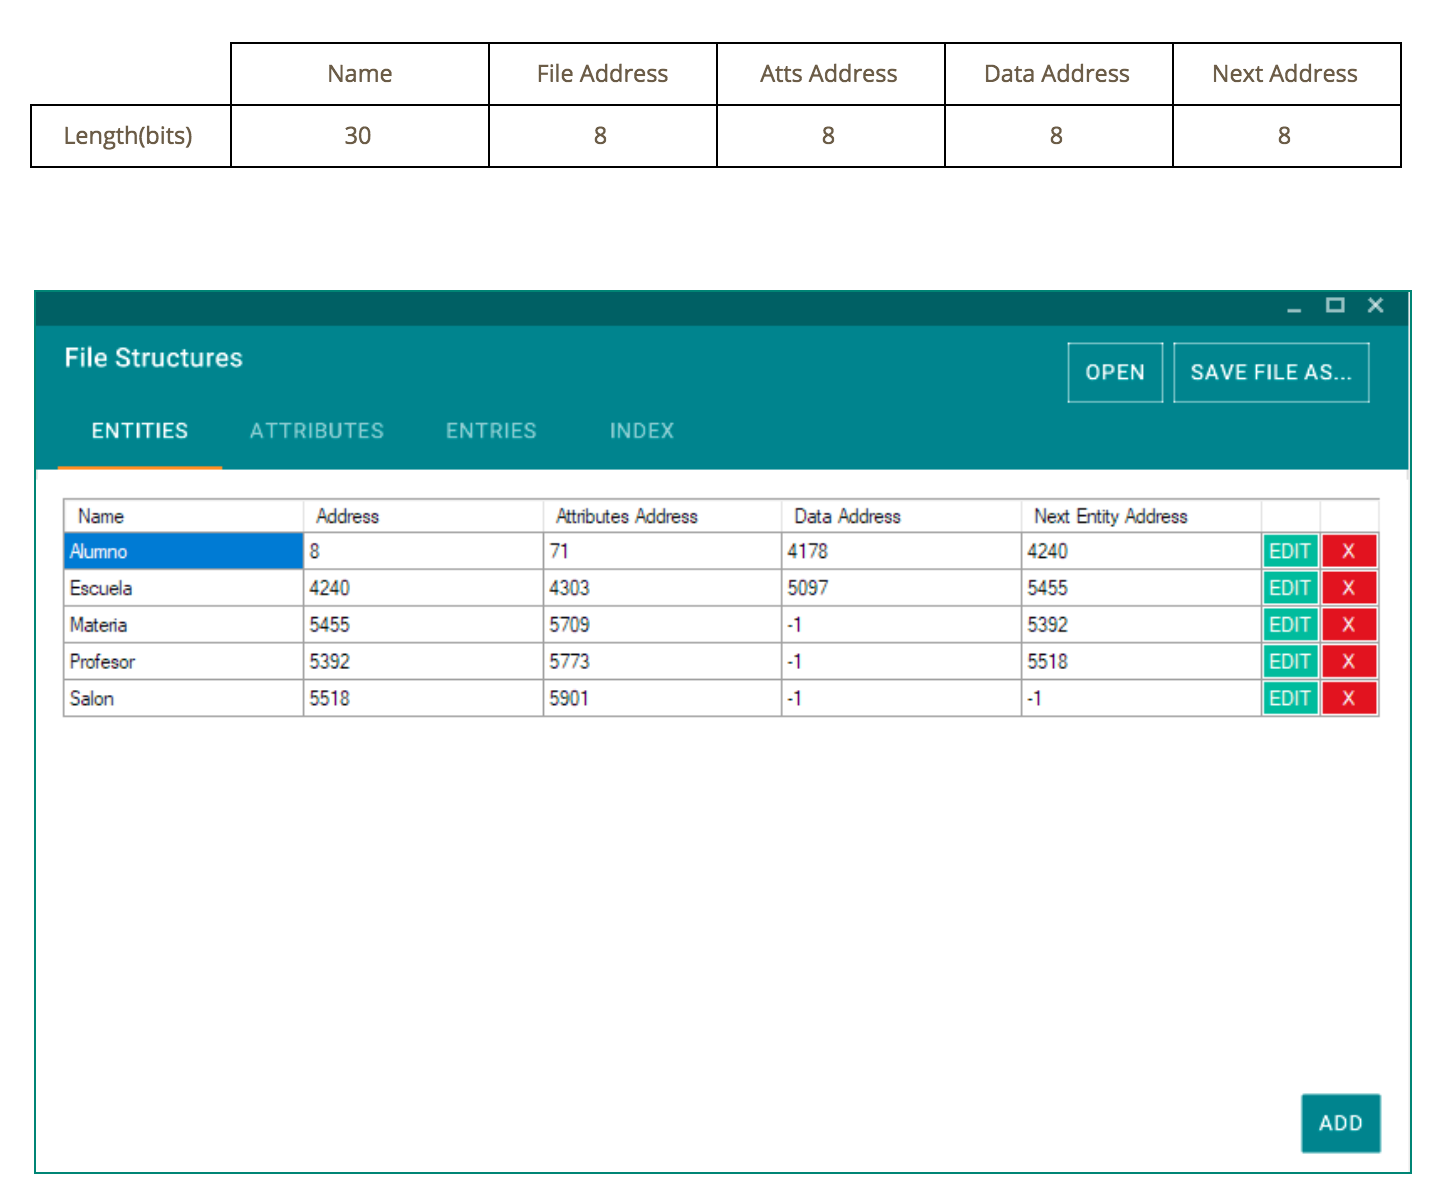 Name File Address Atts Address Data Address Next Address
Length(bits) 30 8 8 8 8
File Structures
OPEN SAVE FILE AS...
ENTITIES ATTRIBUTES ENTRIES INDEX
Name Address Attributes Address Data Address Next Entity Address
Alumno 8 71 4178 4240 EDIT X
Escuela 4240 4303 5097 5455 EDIT X
Materia 5455 5709 -1 5392 EDIT X
Profesor 5392 5773 -1 5518 EDIT X
Salon 5518 5901 -1 -1 EDIT X
ADD